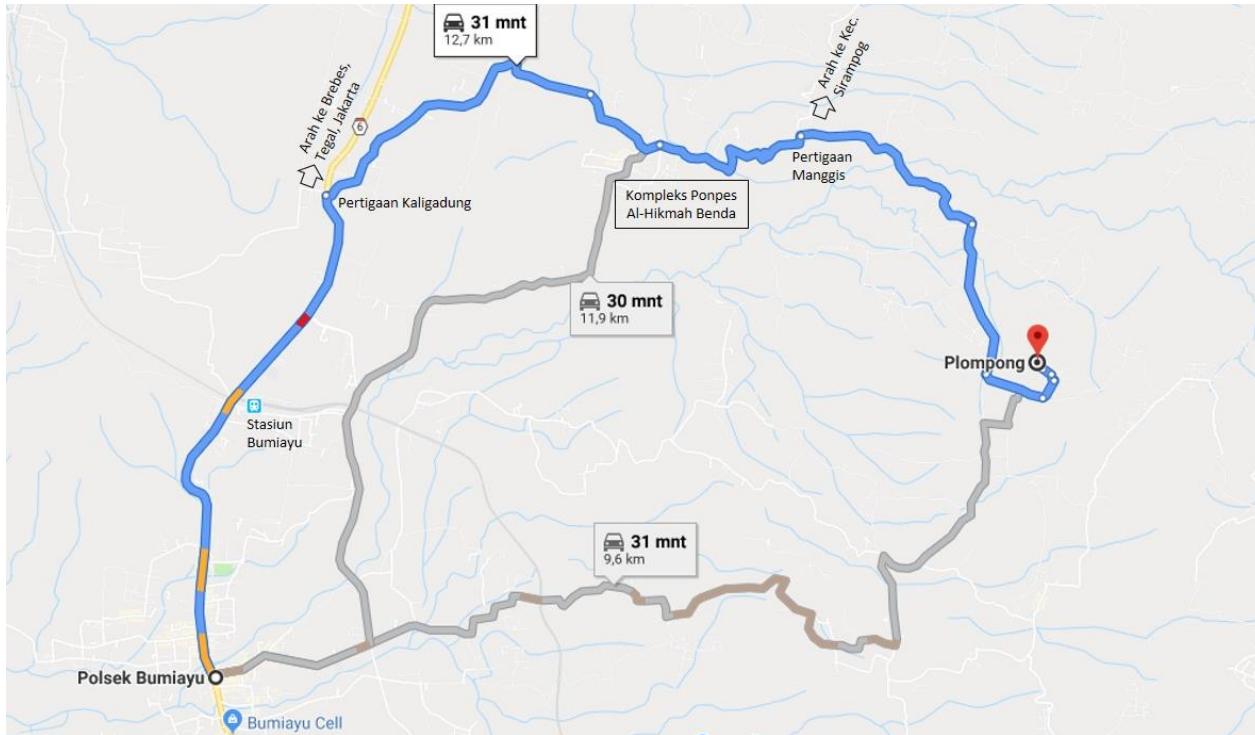 31 mnt
12,7 km
Arah ke Brebes,
Tegal, Jakarta
6
Arah ke Kec.
Sirampog
Pertigaan
Manggis
Pertigaan Kaligadung
Kompleks Ponpes
Al-Hikmah Benda
30 mnt
11,9 km
Plompong
Stasiun
Bumiayu
31 mnt
9,6 km
Polsek Bumiayu
Bumiayu Cell